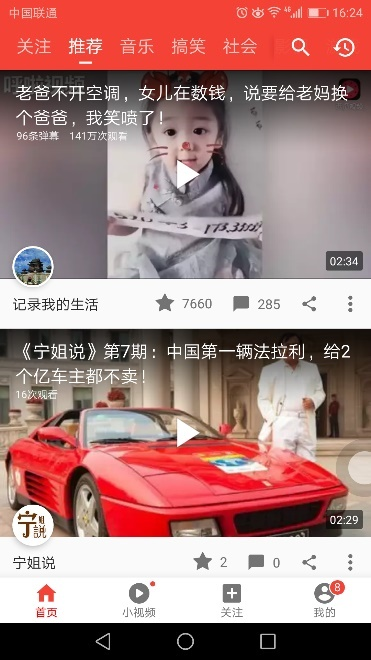 中国联通
16:24
关注 推荐 音乐 搞笑 社会
老爸不开空调，女儿在数钱，说要给老妈换
个爸爸，我笑喷了！
96条弹幕 141万次观看
02:34
记录我的生活 7660 285
《宁姐说》第7期：中国第一辆法拉利，给2
个亿车主都不卖！
16次观看
02:29
宁姐说 2 0
首页 小视频 关注 我的
8